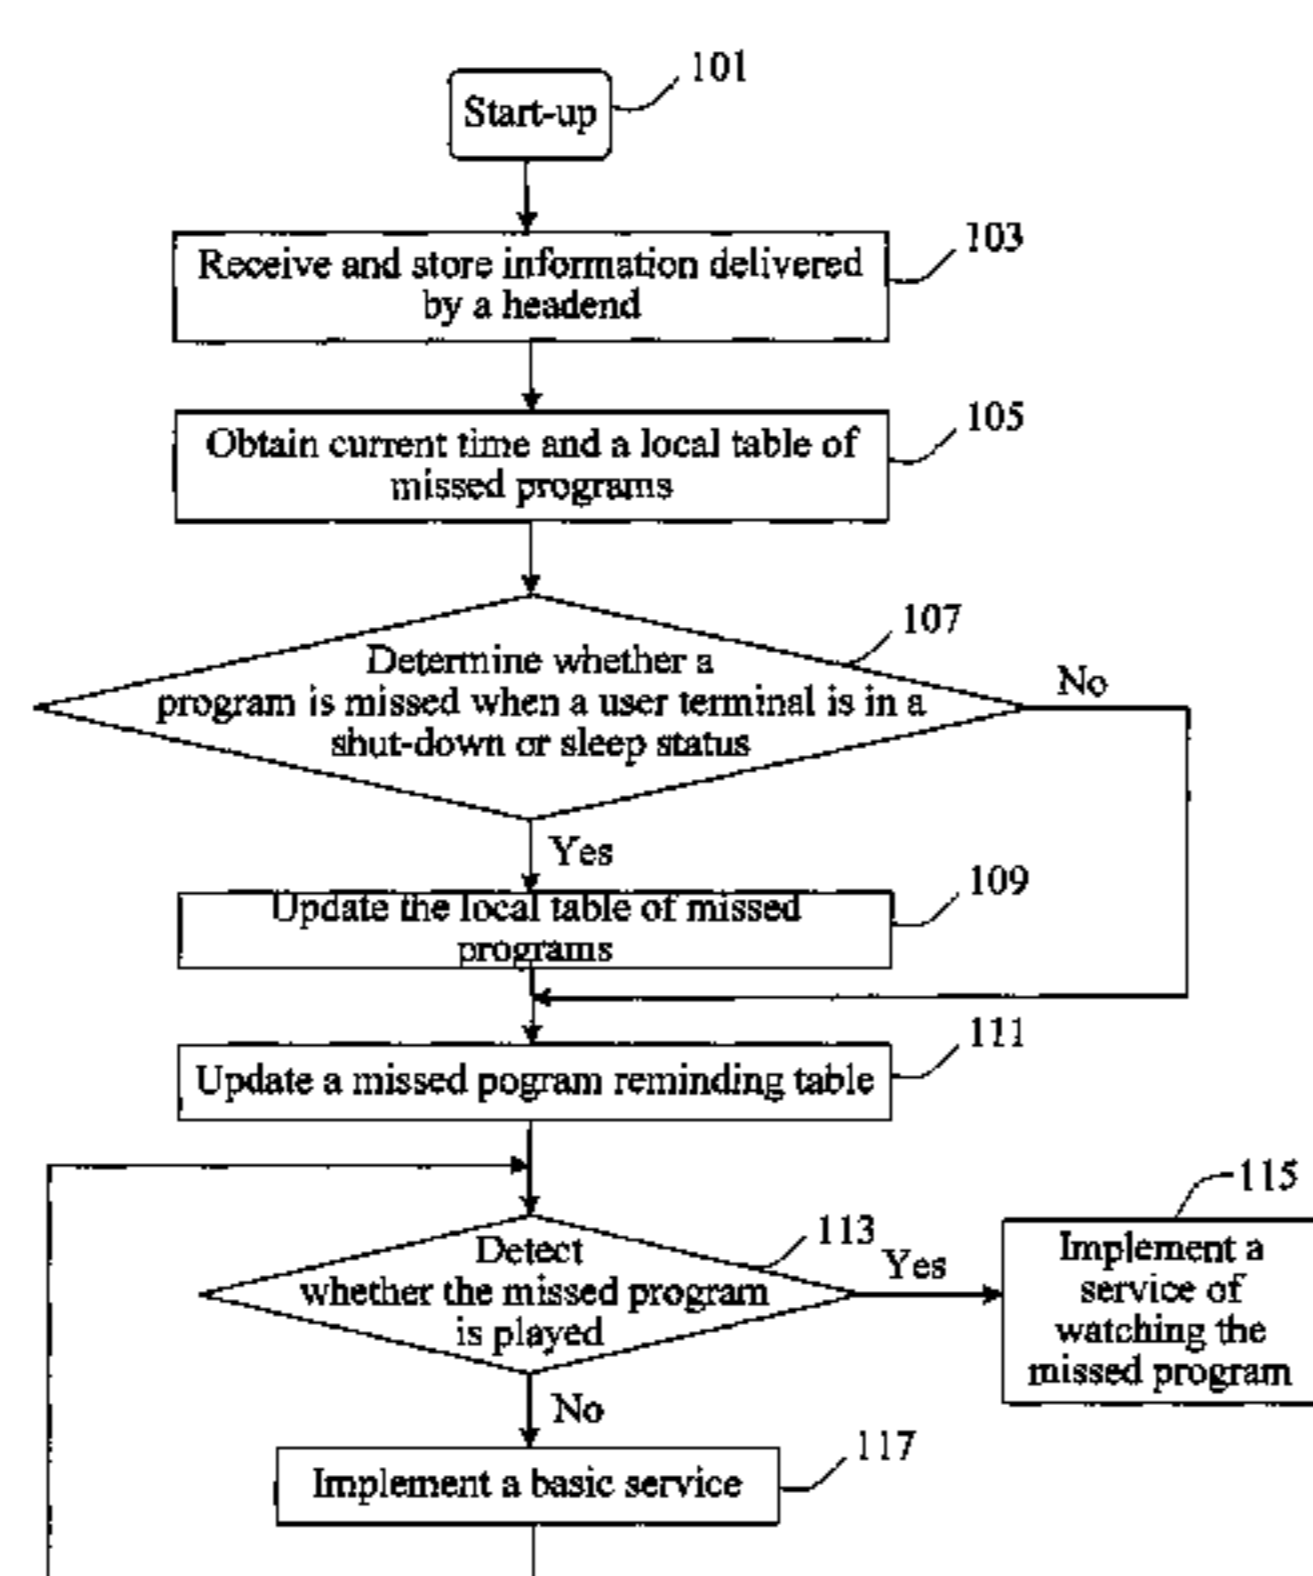 101
Start-up
103
Receive and store information delivered
by a headend
105
Obtain current time and a local table of
missed programs
107
Determine whether a
program is missed when a user terminal is in a
shut-down or sleep status
No
Yes
109
Update the local table of missed
programs
111
Update a missed pogram reminding table
113
Detect
whether the missed program
is played
Yes
115
Implement a
service of
watching the
missed program
No
117
Implement a basic service